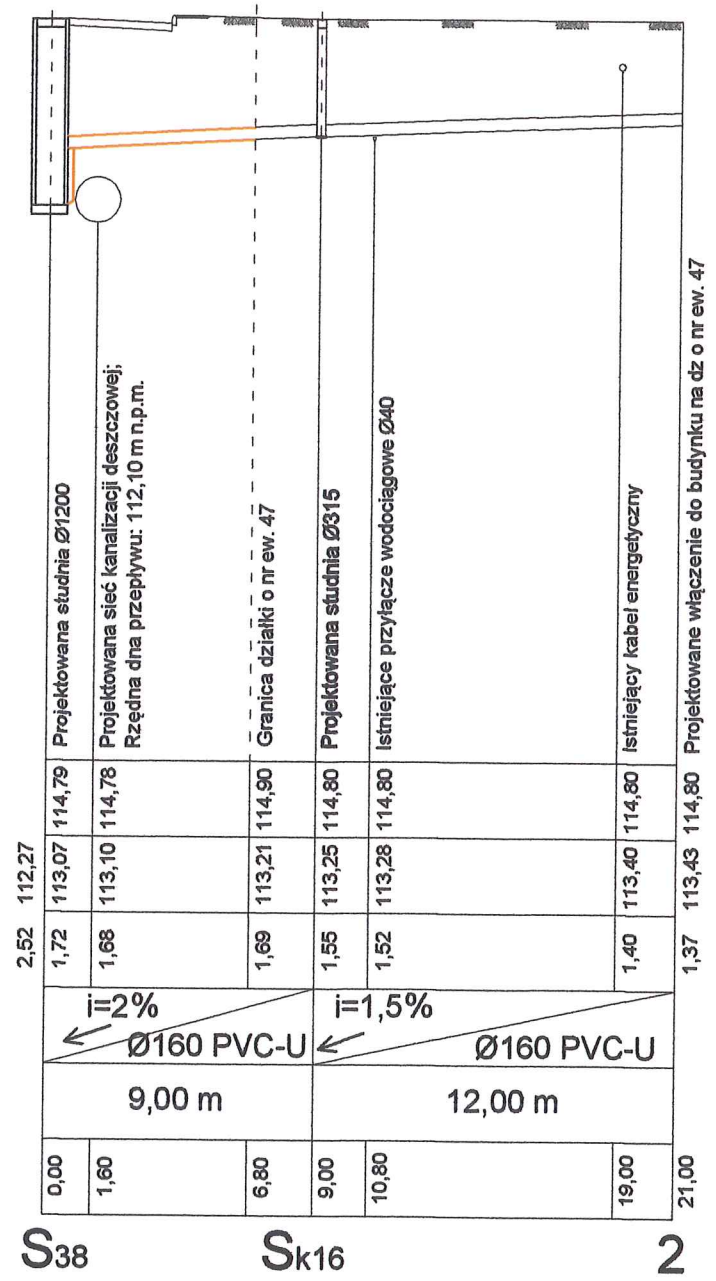 Projektowana studnia Ø1200
Projektowana sieć kanalizacji deszczowej;
Rzędna dna przepływu: 112,10 m n.p.m.
Granica działki o nr ew. 47
Projektowana studnia Ø315
Istniejące przyłącze wodociągowe Ø40
Istniejący kabel energetyczny
Projektowane włączenie do budynku na dz o nr ew. 47
114,79
114,78
114,90
114,80
114,80
114,80
114,80
112,27
113,07
113,10
113,21
113,25
113,28
113,40
113,43
2,52
1,72
1,68
1,69
1,55
1,52
1,40
1,37
i=2%
Ø160 PVC-U
i=1,5%
Ø160 PVC-U
9,00 m
12,00 m
0,00
1,60
6,80
9,00
10,80
19,00
21,00
S38
Sk16
2